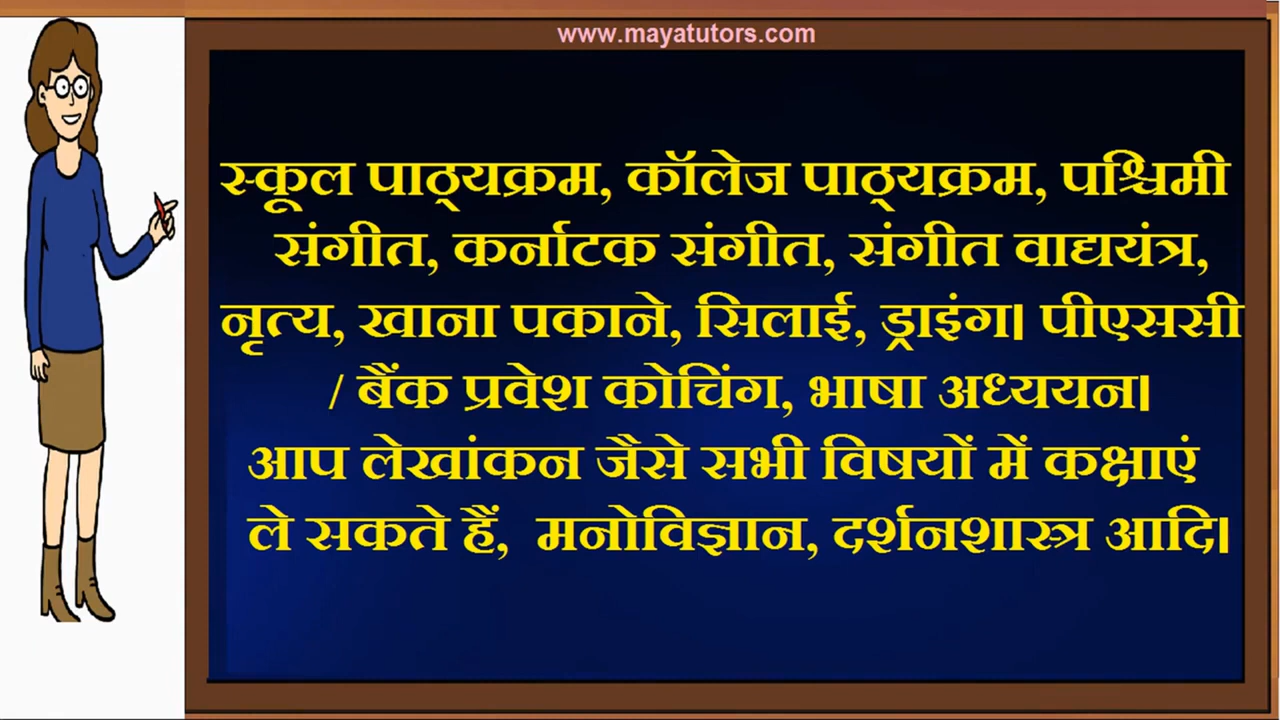 www.mayatutors.com
स्कूल पाठ्यक्रम, कॉलेज पाठ्यक्रम, पश्चिमी
संगीत, कर्नाटक संगीत, संगीत वाद्ययंत्र,
नृत्य, खाना पकाने, सिलाई, ड्राइंग। पीएससी
/ बैंक प्रवेश कोचिंग, भाषा अध्ययन।
आप लेखांकन जैसे सभी विषयों में कक्षाएं
ले सकते हैं, मनोविज्ञान, दर्शनशास्त्र आदि।